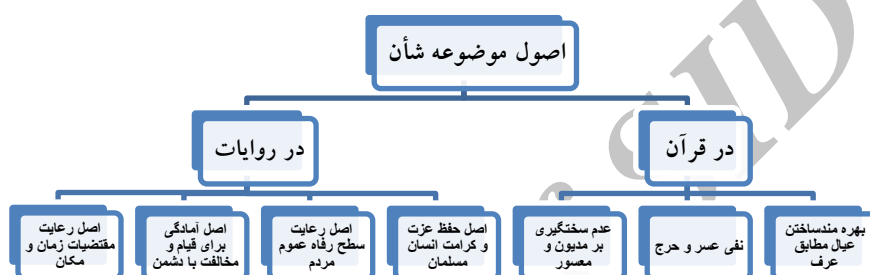 اصول موضوعه شأن
در قرآن
در روایات
بهره مندساختن
عیال مطابق
عرف
نفی عسر و حرج
عدم سختگیری
بر مدیون و
معسور
اصل حفظ عزت
و کرامت انسان
مسلمان
اصل رعایت
سطح رفاه عموم
مردم
اصل آمادگی
برای قیام و
مخالفت با دشمن
اصل رعایت
مقتضیات زمان و
مکان
SID